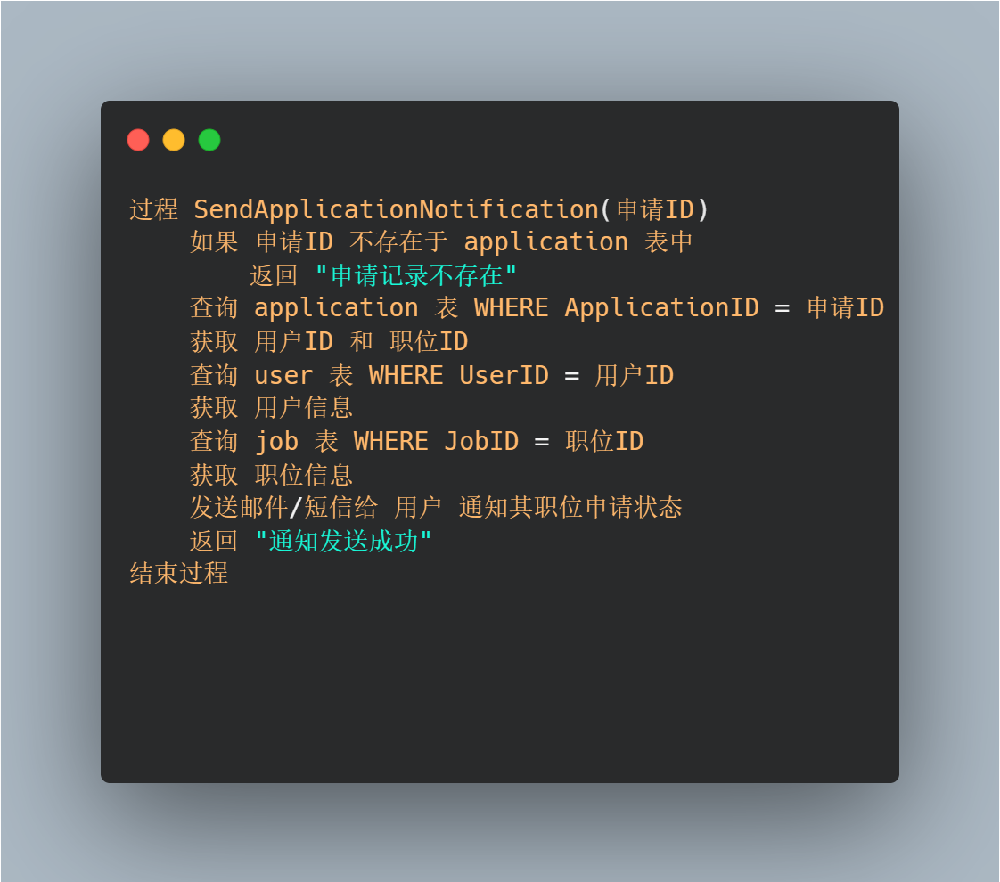 过程 SendApplicationNotification(申请ID)
    如果 申请ID 不存在于 application 表中
        返回 "申请记录不存在"
    查询 application 表 WHERE ApplicationID = 申请ID
    获取 用户ID 和 职位ID
    查询 user 表 WHERE UserID = 用户ID
    获取 用户信息
    查询 job 表 WHERE JobID = 职位ID
    获取 职位信息
    发送邮件/短信给 用户 通知其职位申请状态
    返回 "通知发送成功"
结束过程